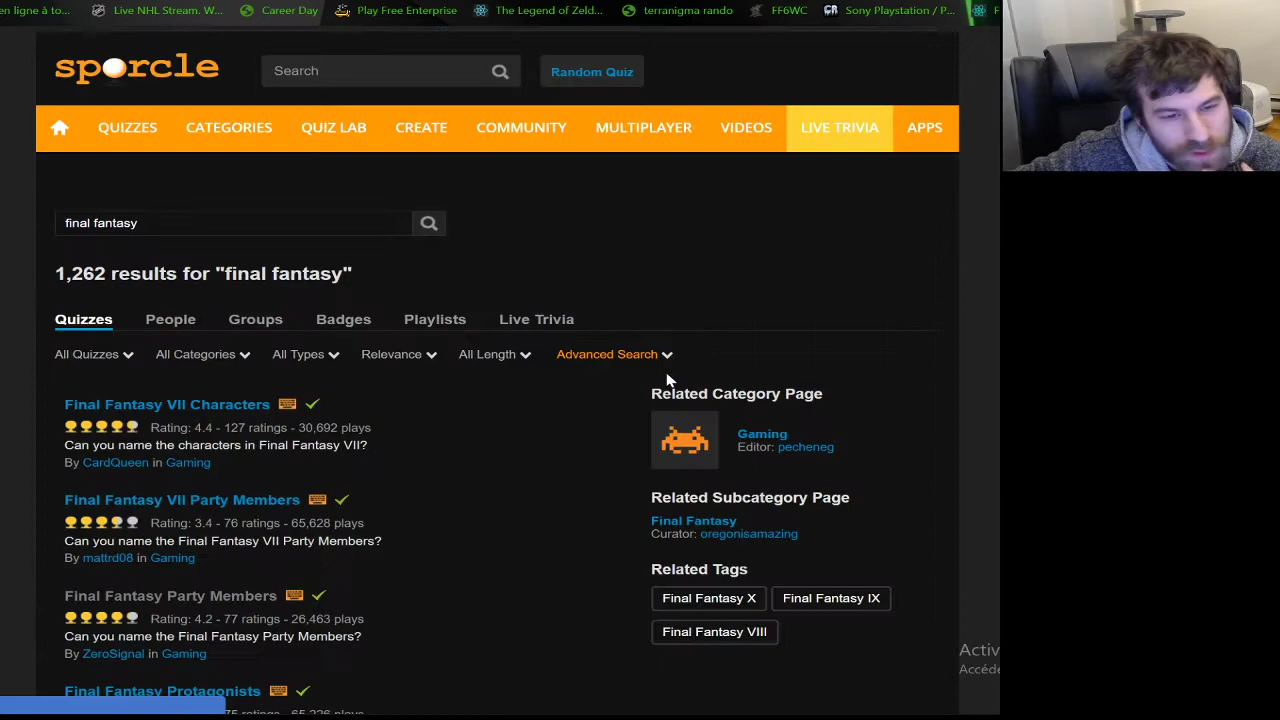 en ligne à to... Live NHL Stream. W... Career Day Play Free Enterprise The Legend of Zeld... terranigma rando FF6WC Sony Playstation / P... F
sporcle Search Random Quiz
QUIZZES CATEGORIES QUIZ LAB CREATE COMMUNITY MULTIPLAYER VIDEOS LIVE TRIVIA APPS
final fantasy
1,262 results for "final fantasy"
Quizzes People Groups Badges Playlists Live Trivia
All Quizzes All Categories All Types Relevance All Length Advanced Search
Final Fantasy VII Characters
Rating: 4.4 - 127 ratings - 30,692 plays
Can you name the characters in Final Fantasy VII?
By CardQueen in Gaming
Final Fantasy VII Party Members
Rating: 3.4 - 76 ratings - 65,628 plays
Can you name the Final Fantasy VII Party Members?
By mattrd08 in Gaming
Final Fantasy Party Members
Rating: 4.2 - 77 ratings - 26,463 plays
Can you name the Final Fantasy Party Members?
By ZeroSignal in Gaming
Final Fantasy Protagonists
Related Category Page
Gaming
Editor: pecheneg
Related Subcategory Page
Final Fantasy
Curator: oregonisamazing
Related Tags
Final Fantasy X Final Fantasy IX
Final Fantasy VIII
Activ
Accéde